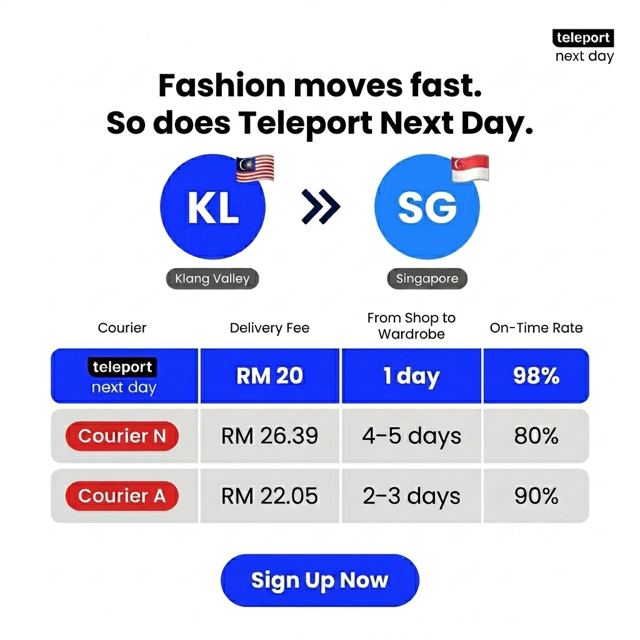 teleport
next day
Fashion moves fast.
So does Teleport Next Day.
KL
SG
Klang Valley
Singapore
Courier
Delivery Fee
From Shop to
Wardrobe
On-Time Rate
teleport
next day
RM 20
1 day
98%
Courier N
RM 26.39
4-5 days
80%
Courier A
RM 22.05
2-3 days
90%
Sign Up Now